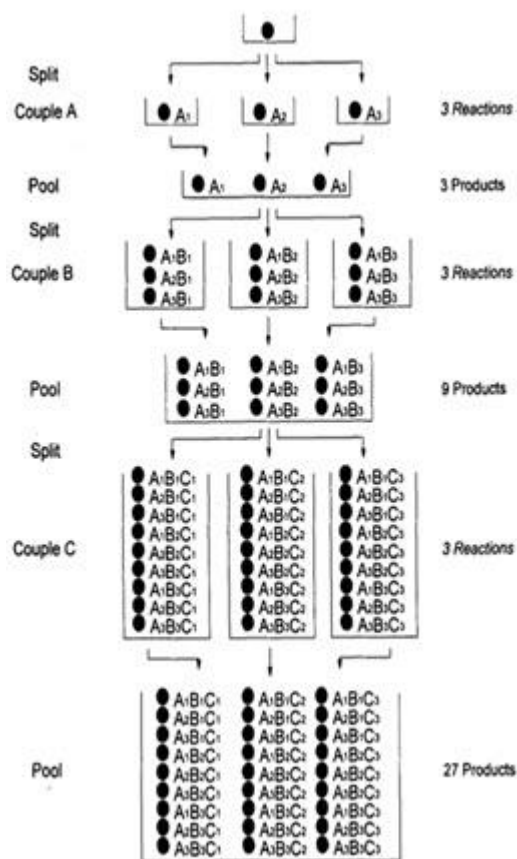 Split
Couple A A1 A2 A3 3 Reactions
Pool A1 A2 A3 3 Products
Split
A1B1 A1B2 A1B3
Couple B A2B1 A2B2 A2B3 3 Reactions
A3B1 A3B2 A3B3
A1B1 A1B2 A1B3
Pool A2B1 A2B2 A2B3 9 Products
A3B1 A3B2 A3B3
Split
A1B1C1 A1B1C2 A1B1C3
A2B1C1 A2B1C2 A2B1C3
A3B1C1 A3B1C2 A3B1C3
A1B2C1 A1B2C2 A1B2C3
Couple C A2B2C1 A2B2C2 A2B2C3 3 Reactions
A3B2C1 A3B2C2 A3B2C3
A1B3C1 A1B3C2 A1B3C3
A2B3C1 A2B3C2 A2B3C3
A3B3C1 A3B3C2 A3B3C3
A1B1C1 A1B1C2 A1B1C3
A2B1C1 A2B1C2 A2B1C3
A3B1C1 A3B1C2 A3B1C3
A1B2C1 A1B2C2 A1B2C3
Pool A2B2C1 A2B2C2 A2B2C3 27 Products
A3B2C1 A3B2C2 A3B2C3
A1B3C1 A1B3C2 A1B3C3
A2B3C1 A2B3C2 A2B3C3
A3B3C1 A3B3C2 A3B3C3